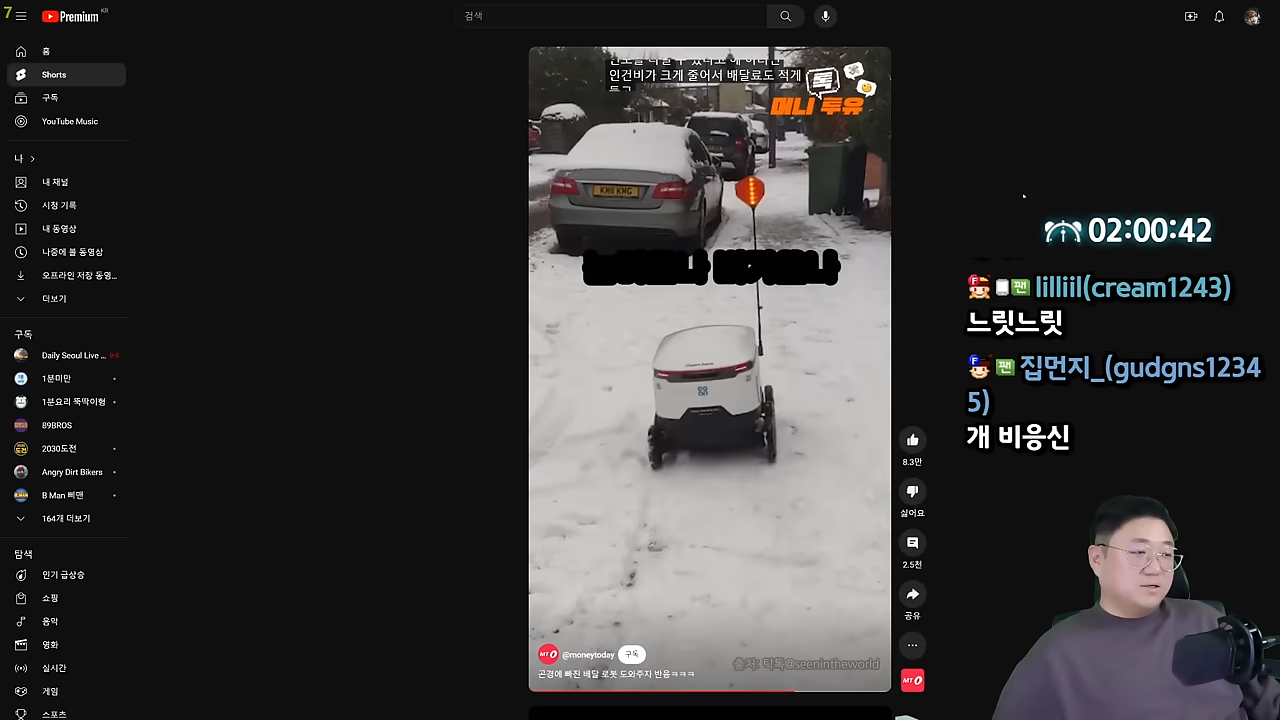 7
Premium KR
검색
홈
Shorts
구독
YouTube Music
나
내 채널
시청 기록
내 동영상
나중에 볼 동영상
오프라인 저장 동영...
더보기
구독
Daily Seoul Live ...
1분미만
1분요리 뚝딱이형
89BROS
2030도전
Angry Dirt Bikers
B Man 삐맨
164개 더보기
탐색
인기 급상승
쇼핑
음악
영화
실시간
게임
스포츠
인건비가 크게 줄어서 배달료도 적게
톡
머니 투유
KM11 KMG
8.3만
싫어요
2.5천
공유
MT
@moneytoday
구독
곤경에 빠진 배달 로봇 도와주자 반응ㅋㅋㅋ
출처: 틱톡@seenintheworld
MT
02:00:42
팬 lilliil(cream1243)
느릿느릿
팬 집먼지_(gudgns1234
5)
개 비응신